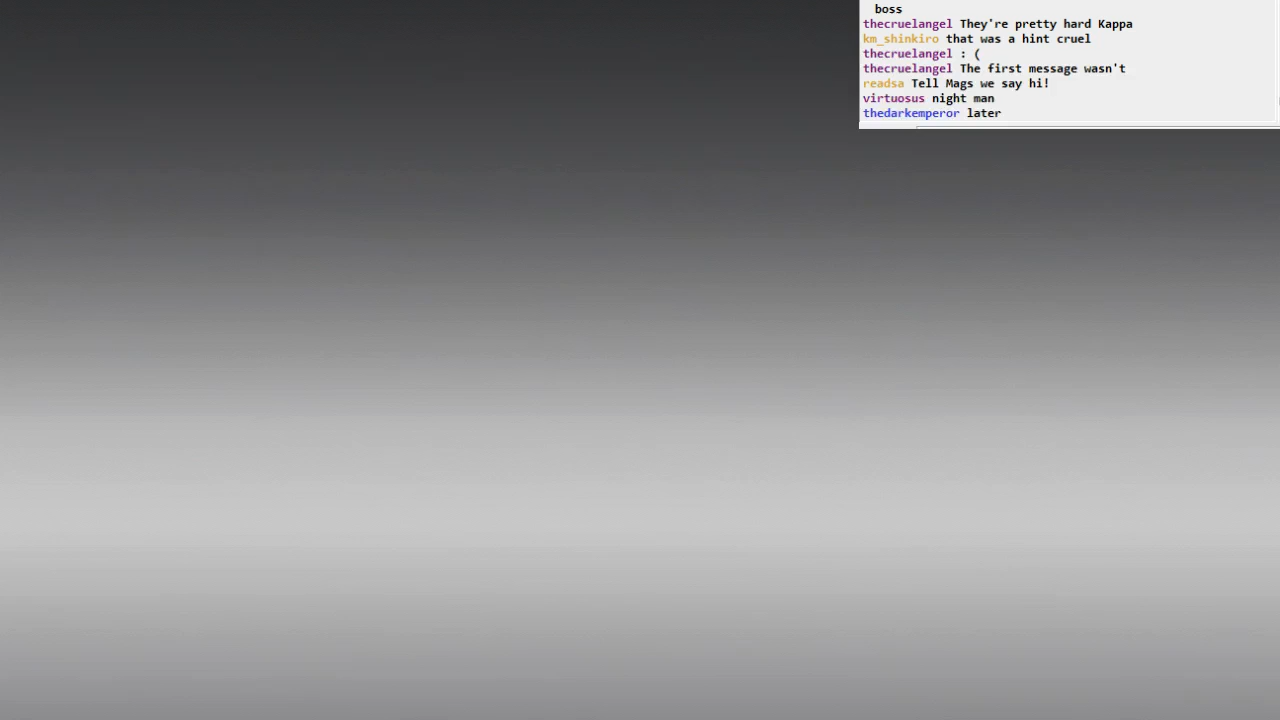 boss
thecruelangel They're pretty hard Kappa
km_shinkiro that was a hint cruel
thecruelangel : (
thecruelangel The first message wasn't
readsa Tell Mags we say hi!
virtuosus night man
thedarkemperor later